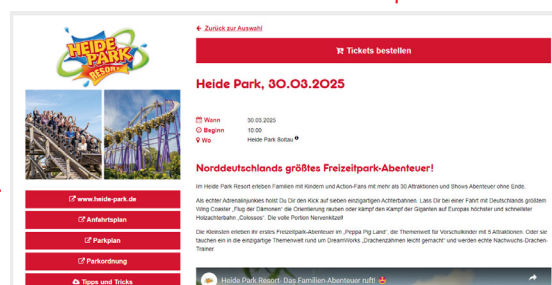 ← Zurück zur Auswahl
Tickets bestellen
HEIDE
PARK
RESORT
Heide Park, 30.03.2025
Wann 30.03.2025
Beginn 10:00
Wo Heide Park Soltau
Norddeutschlands größtes Freizeitpark-Abenteuer!
Im Heide Park Resort erleben Familien mit Kindern und Action-Fans mit mehr als 30 Attraktionen und Shows Abenteuer ohne Ende.
www.heide-park.de
Als echter Adrenalinjunkies holst Du Dir den Kick auf sieben einzigartigen Achterbahnen. Lass Dir bei einer Fahrt mit Deutschlands größtem
Wing Coaster „Flug der Dämonen“ die Orientierung rauben oder kämpf den Kampf der Giganten auf Europas höchster und schnellster
Holzachterbahn „Colossos“. Die volle Portion Nervenkitzel!
Anfahrtsplan
Parkplan
Die Kleinsten erleben ihr erstes Freizeitpark-Abenteuer im „Peppa Pig Land“, die Themenwelt für Vorschulkinder mit 5 Attraktionen. Oder sie
tauchen ein in die einzigartige Themenwelt rund um DreamWorks „Drachenzähmen leicht gemacht“ und werden echte Nachwuchs-Drachen-
Trainer.
Parkordnung
Tipps und Tricks
Heide Park Resort- Das Familien-Abenteuer ruft!